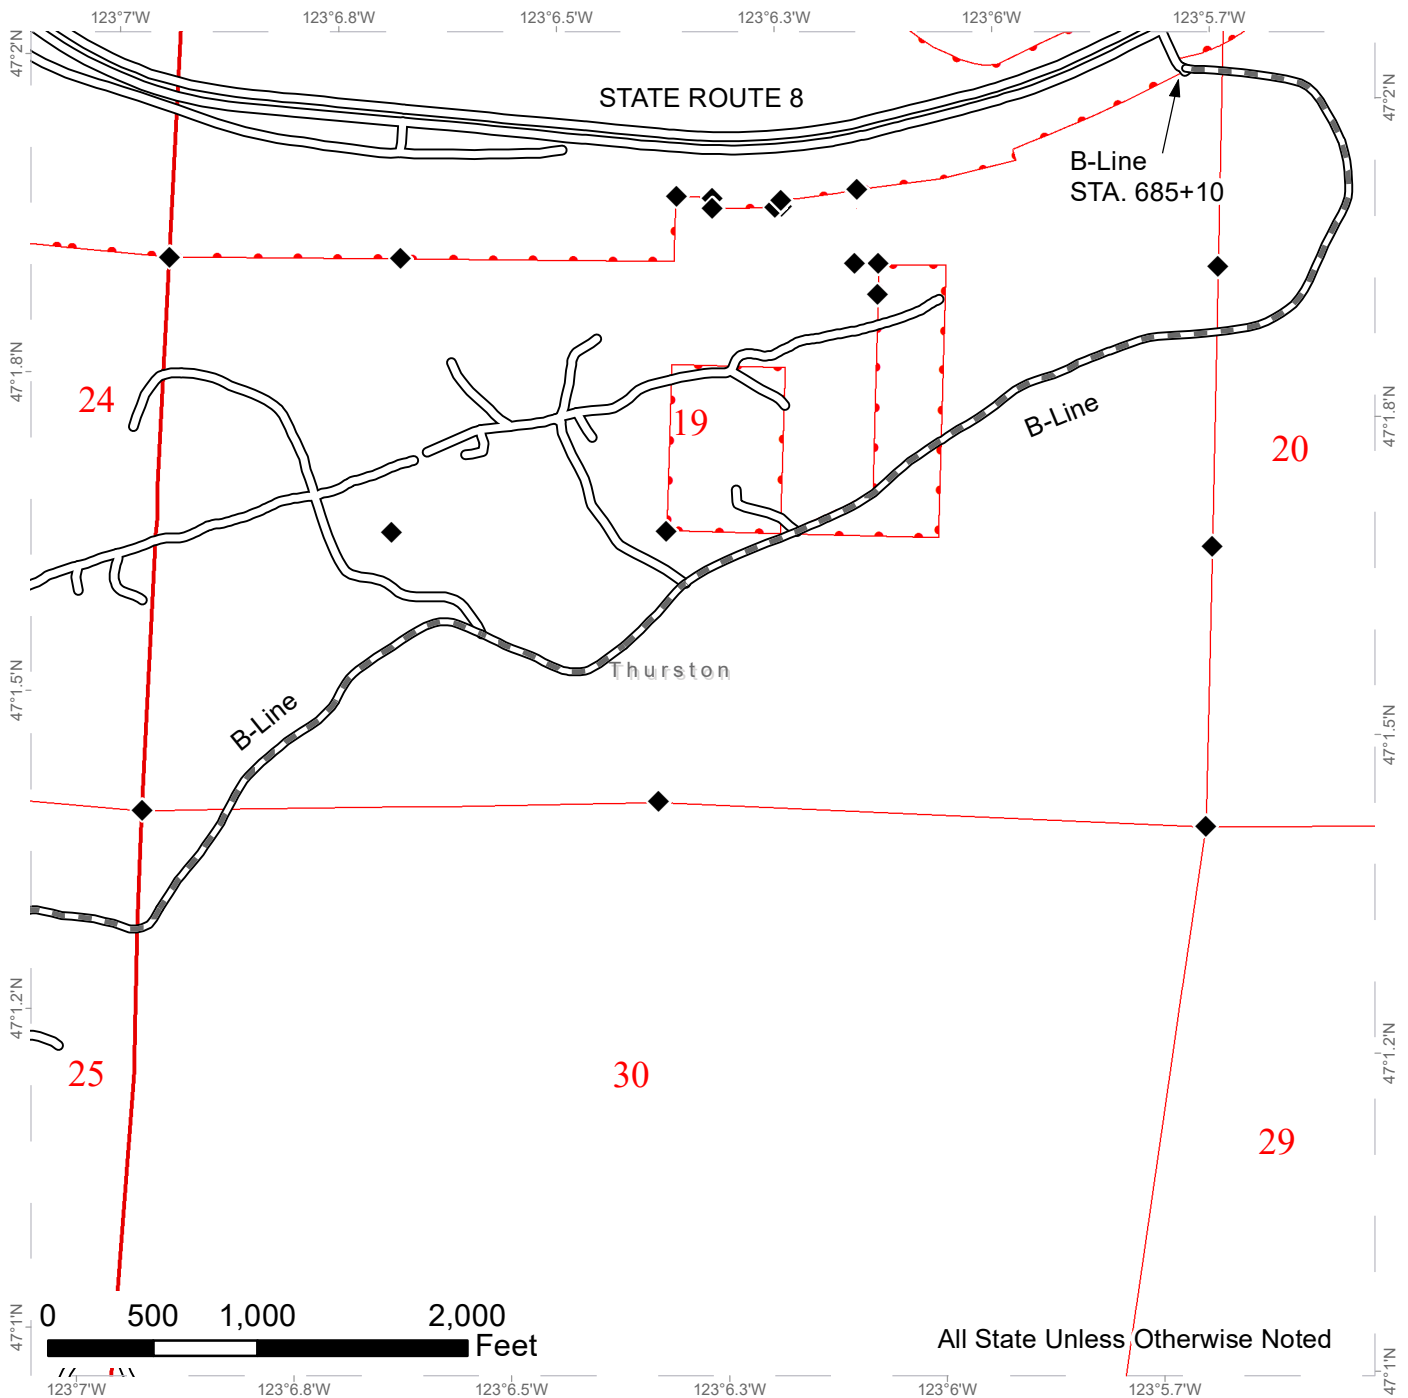 123°7'W 123°6.8'W 123°6.5'W 123°6.3'W 123°6'W 123°5.7'W
47°2'N
47°2'N
STATE ROUTE 8
B-Line
STA. 685+10
47°1.8'N
24
19
B-Line
47°1.8'N
20
Thurston
47°1.5'N
B-Line
47°1.5'N
47°1.2'N
47°1.2'N
25
30
29
0 500 1,000 2,000
Feet
All State Unless Otherwise Noted
47°1'N
47°1'N
123°7'W 123°6.8'W 123°6.5'W 123°6.3'W 123°6'W 123°5.7'W